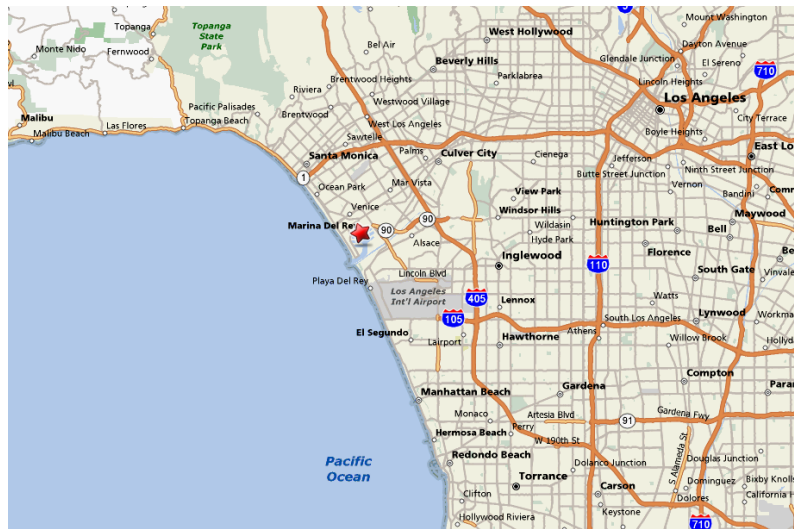 Topanga
Topanga
State
Park
Mount Washington
West Hollywood
Monte Nido
Fernwood
Bel Air
Dayton Avenue
Glendale Junction
El Sereno
Beverly Hills
710
Brentwood Heights
Parklabrea
Lincoln Heights
Riviera
Westwood Village
Los Angeles
Pacific Palisades
Malibu
Brentwood
City Terrace
Las Flores
Topanga Beach
West Los Angeles
Malibu Beach
Boyle Heights
Sawtelle
East Lo
Santa Monica
Palms
Culver City
Cienega
Jefferson
Butte Street Junction
Ninth Street Junction
1
Ocean Park
Mar Vista
View Park
Vernon
Bandini
Com
Venice
Windsor Hills
Maywood
Marina Del Rey
90
90
Wildasin
Huntington Park
Bell
Alsace
Hyde Park
Florence
Be
Inglewood
110
Lincoln Blvd
South Gate
Vinvale
Playa Del Rey
Los Angeles
Int'l Airport
405
Lennox
Watts
105
South Los Angeles
Lynwood
Workma
El Segundo
Lairport
Hawthorne
Athens
Willow Brook
Hollyda
Compton
Manhattan Beach
Gardena
Param
Monaco
Artesia Blvd
91
Gardena Fwy
Hermosa Beach
Perry
W 190th St
Redondo Beach
Dolanco Junction
S Alameda St
Douglas Junction
Pacific
Ocean
Torrance
Dominguez
Bixby Knolls
Clifton
Carson
Dolores
California H
Keystone
Hollywood Riviera
710